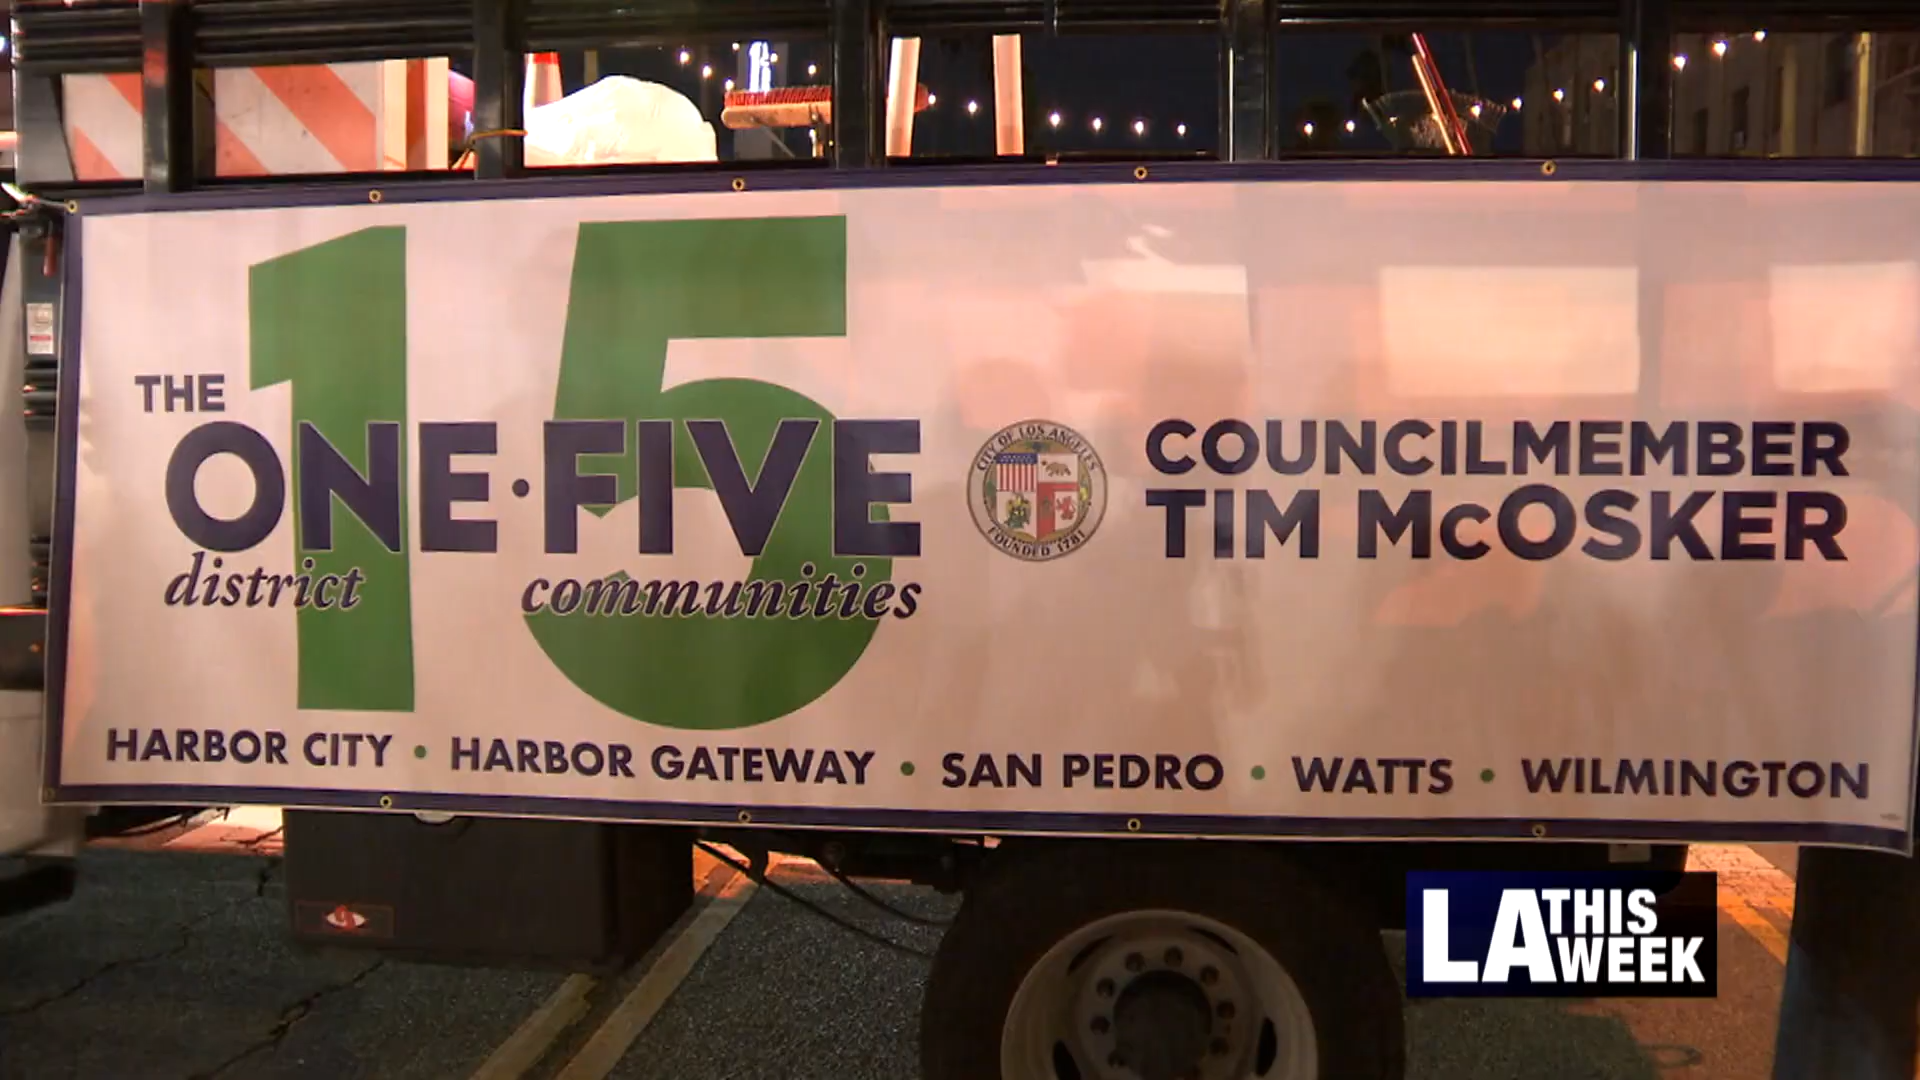 15
THE
ONE·FIVE
district communities
CITY OF LOS ANGELES
FOUNDED 1781
COUNCILMEMBER
TIM McOSKER
HARBOR CITY • HARBOR GATEWAY • SAN PEDRO • WATTS • WILMINGTON
LA THIS WEEK